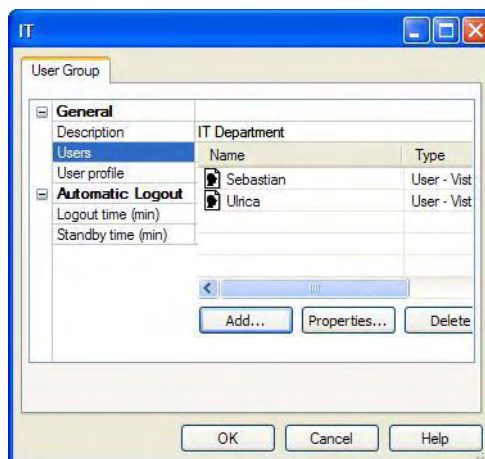 IT
User Group
General
Description IT Department
Users Name Type
User profile Sebastian User - Vist
Automatic Logout Ulrica User - Vist
Logout time (min)
Standby time (min)
Add... Properties... Delete
OK Cancel Help